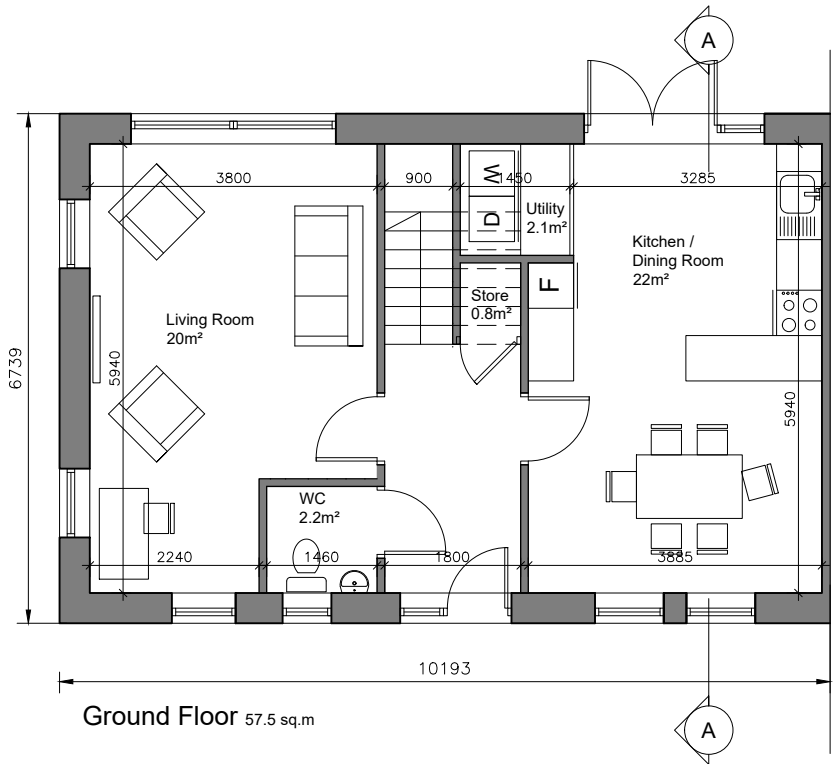 A
3800
900
1450
3285
W
D
Utility
2.1m²
Kitchen /
Dining Room
22m²
F
Store
0.8m²
Living Room
20m²
6739
5940
5940
WC
2.2m²
2240
1460
1800
3885
10193
Ground Floor 57.5 sq.m
A